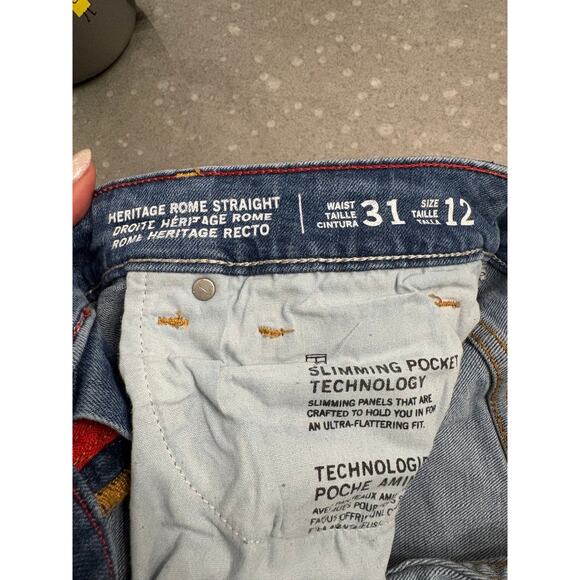 HERITAGE ROME STRAIGHT
DROITE HÉRITAGE ROME
ROME HERITAGE RECTO
WAIST
TAILLE
CINTURA
31
SIZE
TAILLE
TALLA
12
SLIMMING POCKET
TECHNOLOGY
SLIMMING PANELS THAT ARE
CRAFTED TO HOLD YOU IN FOR
AN ULTRA-FLATTERING FIT.
TECHNOLOGIE
POCHE AMIN